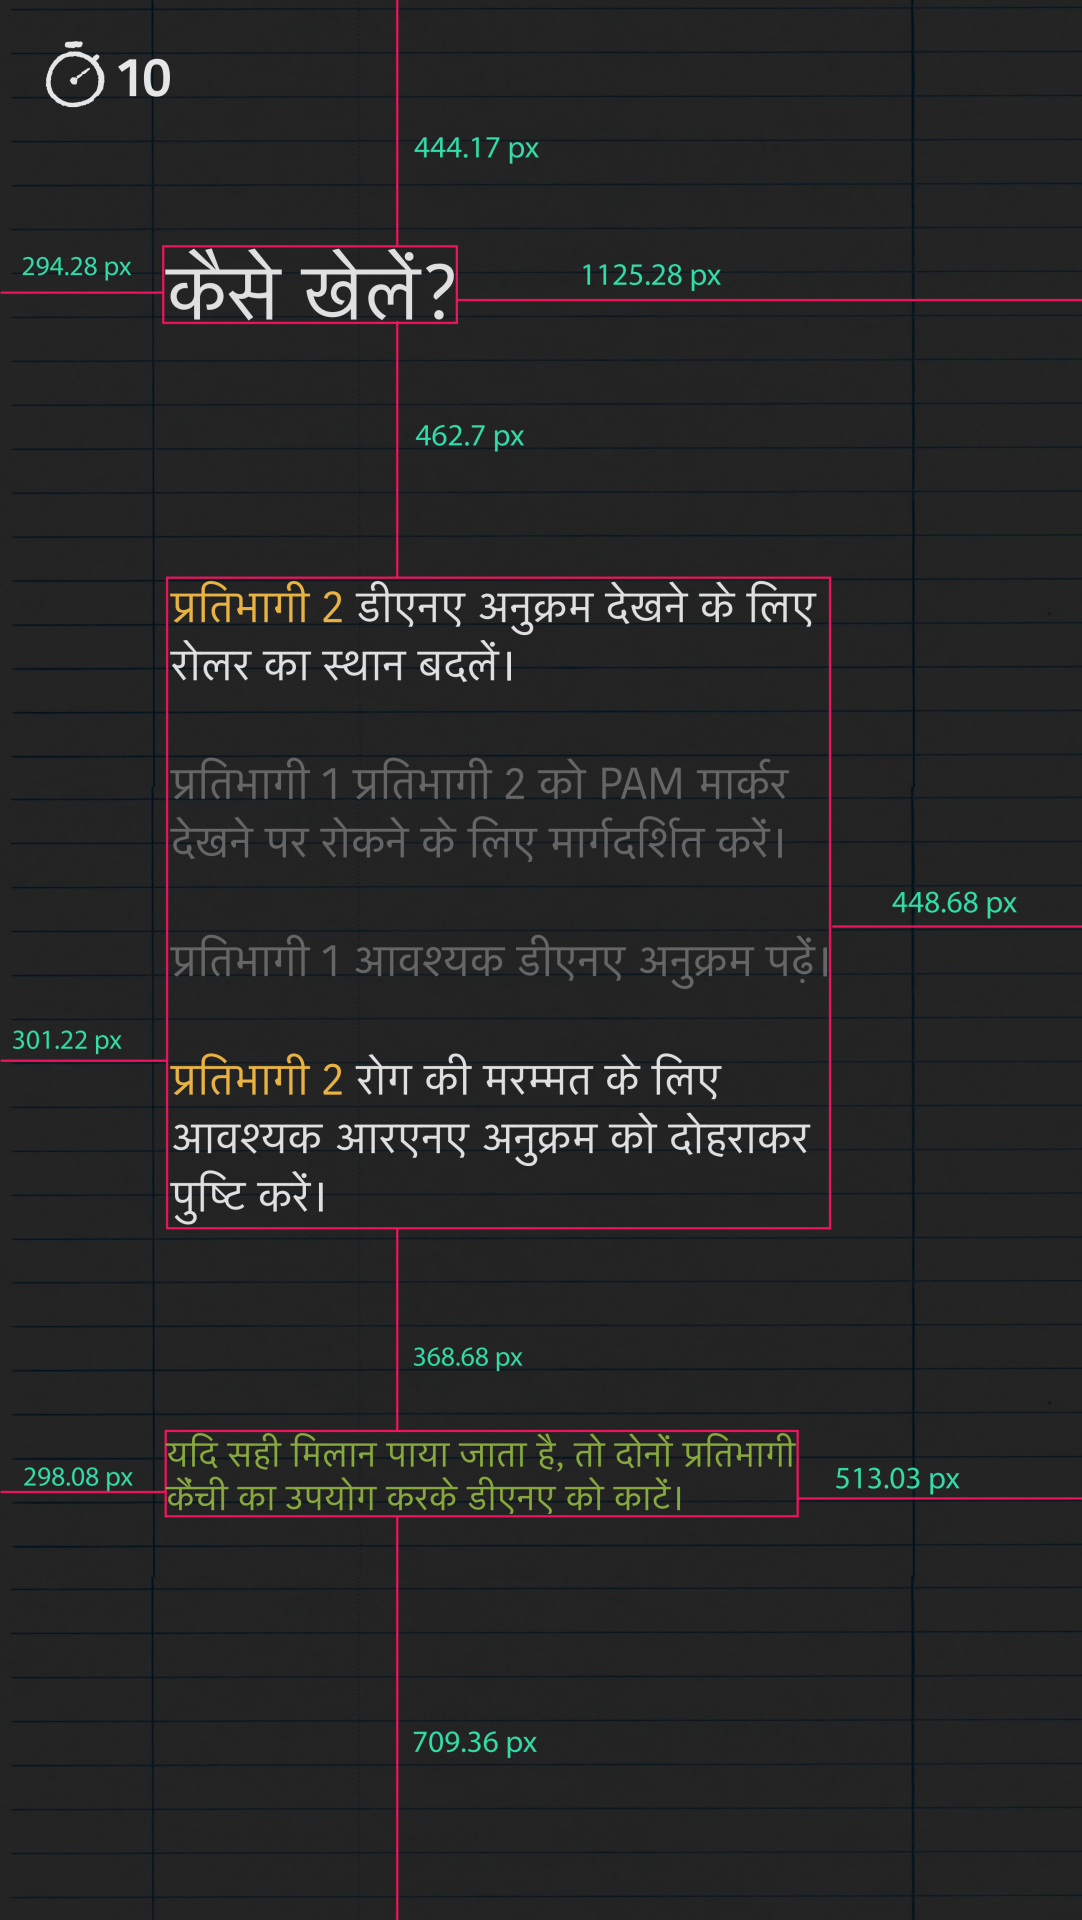 10
444.17 px
294.28 px
कैसे खेलें?
1125.28 px
462.7 px
प्रतिभागी 2 डीएनए अनुक्रम देखने के लिए
रोलर का स्थान बदलें।
प्रतिभागी 1 प्रतिभागी 2 को PAM मार्कर
देखने पर रोकने के लिए मार्गदर्शित करें।
448.68 px
प्रतिभागी 1 आवश्यक डीएनए अनुक्रम पढ़ें।
301.22 px
प्रतिभागी 2 रोग की मरम्मत के लिए
आवश्यक आरएनए अनुक्रम को दोहराकर
पुष्टि करें।
368.68 px
यदि सही मिलान पाया जाता है, तो दोनों प्रतिभागी
कैंची का उपयोग करके डीएनए को काटें।
298.08 px
513.03 px
709.36 px